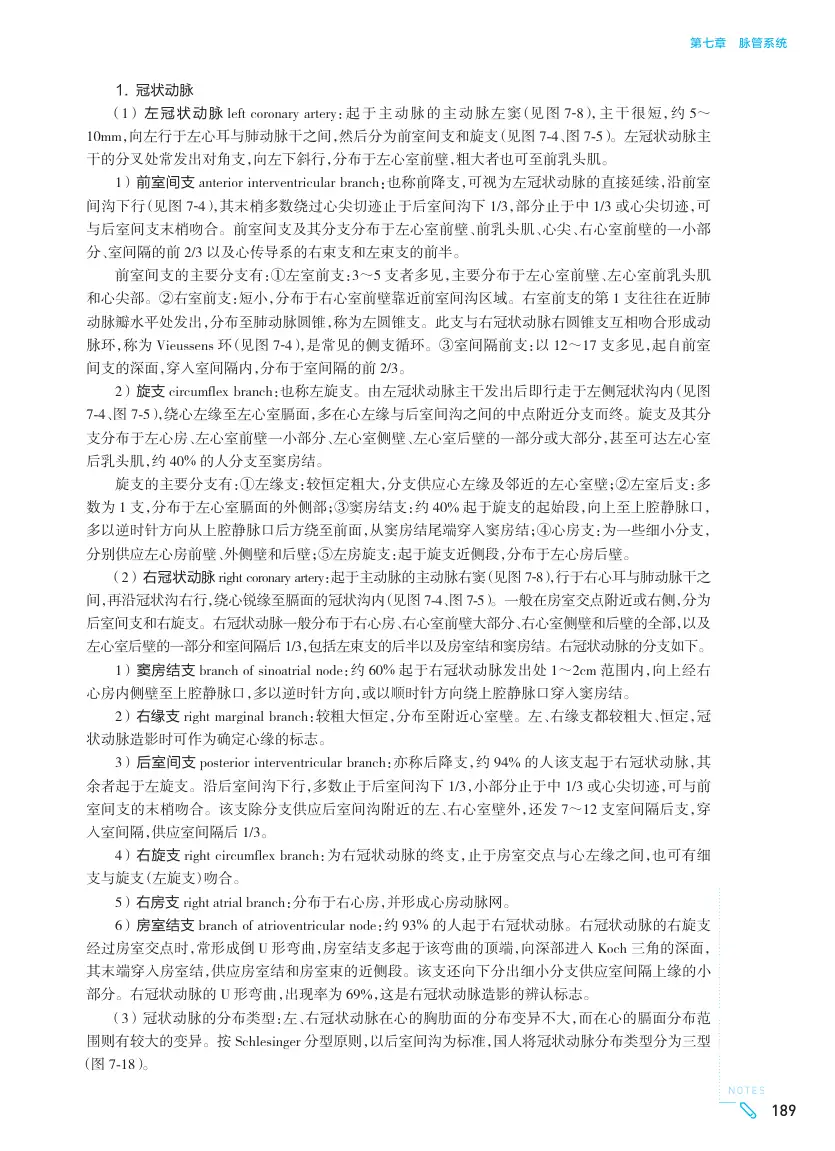 第七章 脉管系统
1. 冠状动脉
（1）左冠状动脉 left coronary artery：起于主动脉的主动脉左窦（见图 7-8），主干很短，约 5～
10mm，向左行于左心耳与肺动脉干之间，然后分为前室间支和旋支（见图 7-4、图 7-5）。左冠状动脉主
干的分叉处常发出对角支，向左下斜行，分布于左心室前壁，粗大者也可至前乳头肌。
1）前室间支 anterior interventricular branch：也称前降支，可视为左冠状动脉的直接延续，沿前室
间沟下行（见图 7-4），其末梢多数绕过心尖切迹止于后室间沟下 1/3，部分止于中 1/3 或心尖切迹，可
与后室间支末梢吻合。前室间支及其分支分布于左心室前壁、前乳头肌、心尖、右心室前壁的一小部
分、室间隔的前 2/3 以及心传导系的右束支和左束支的前半。
前室间支的主要分支有：①左室前支：3～5 支者多见，主要分布于左心室前壁、左心室前乳头肌
和心尖部。②右室前支：短小，分布于右心室前壁靠近前室间沟区域。右室前支的第 1 支往往在近肺
动脉瓣水平处发出，分布至肺动脉圆锥，称为左圆锥支。此支与右冠状动脉右圆锥支互相吻合形成动
脉环，称为 Vieussens 环（见图 7-4），是常见的侧支循环。③室间隔前支：以 12～17 支多见，起自前室
间支的深面，穿入室间隔内，分布于室间隔的前 2/3。
2）旋支 circumflex branch：也称左旋支。由左冠状动脉主干发出后即行走于左侧冠状沟内（见图
7-4、图 7-5），绕心左缘至左心室膈面，多在心左缘与后室间沟之间的中点附近分支而终。旋支及其分
支分布于左心房、左心室前壁一小部分、左心室侧壁、左心室后壁的一部分或大部分，甚至可达左心室
后乳头肌，约 40% 的人分支至窦房结。
旋支的主要分支有：①左缘支：较恒定粗大，分支供应心左缘及邻近的左心室壁；②左室后支：多
数为 1 支，分布于左心室膈面的外侧部；③窦房结支：约 40% 起于旋支的起始段，向上至上腔静脉口，
多以逆时针方向从上腔静脉口后方绕至前面，从窦房结尾端穿入窦房结；④心房支：为一些细小分支，
分别供应左心房前壁、外侧壁和后壁；⑤左房旋支：起于旋支近侧段，分布于左心房后壁。
（2）右冠状动脉 right coronary artery：起于主动脉的主动脉右窦（见图 7-8），行于右心耳与肺动脉干之
间，再沿冠状沟右行，绕心锐缘至膈面的冠状沟内（见图 7-4、图 7-5）。一般在房室交点附近或右侧，分为
后室间支和右旋支。右冠状动脉一般分布于右心房、右心室前壁大部分、右心室侧壁和后壁的全部，以及
左心室后壁的一部分和室间隔后 1/3，包括左束支的后半以及房室结和窦房结。右冠状动脉的分支如下。
1）窦房结支 branch of sinoatrial node：约 60% 起于右冠状动脉发出处 1～2cm 范围内，向上经右
心房内侧壁至上腔静脉口，多以逆时针方向，或以顺时针方向绕上腔静脉口穿入窦房结。
2）右缘支 right marginal branch：较粗大恒定，分布至附近心室壁。左、右缘支都较粗大、恒定，冠
状动脉造影时可作为确定心缘的标志。
3）后室间支 posterior interventricular branch：亦称后降支，约 94% 的人该支起于右冠状动脉，其
余者起于左旋支。沿后室间沟下行，多数止于后室间沟下 1/3，小部分止于中 1/3 或心尖切迹，可与前
室间支的末梢吻合。该支除分支供应后室间沟附近的左、右心室壁外，还发 7～12 支室间隔后支，穿
入室间隔，供应室间隔后 1/3。
4）右旋支 right circumflex branch：为右冠状动脉的终支，止于房室交点与心左缘之间，也可有细
支与旋支（左旋支）吻合。
5）右房支 right atrial branch：分布于右心房，并形成心房动脉网。
6）房室结支 branch of atrioventricular node：约 93% 的人起于右冠状动脉。右冠状动脉的右旋支
经过房室交点时，常形成倒 U 形弯曲，房室结支多起于该弯曲的顶端，向深部进入 Koch 三角的深面，
其末端穿入房室结，供应房室结和房室束的近侧段。该支还向下分出细小分支供应室间隔上缘的小
部分。右冠状动脉的 U 形弯曲，出现率为 69%，这是右冠状动脉造影的辨认标志。
（3）冠状动脉的分布类型：左、右冠状动脉在心的胸肋面的分布变异不大，而在心的膈面分布范
围则有较大的变异。按 Schlesinger 分型原则，以后室间沟为标准，国人将冠状动脉分布类型分为三型
（图 7-18）。
NOTES
189